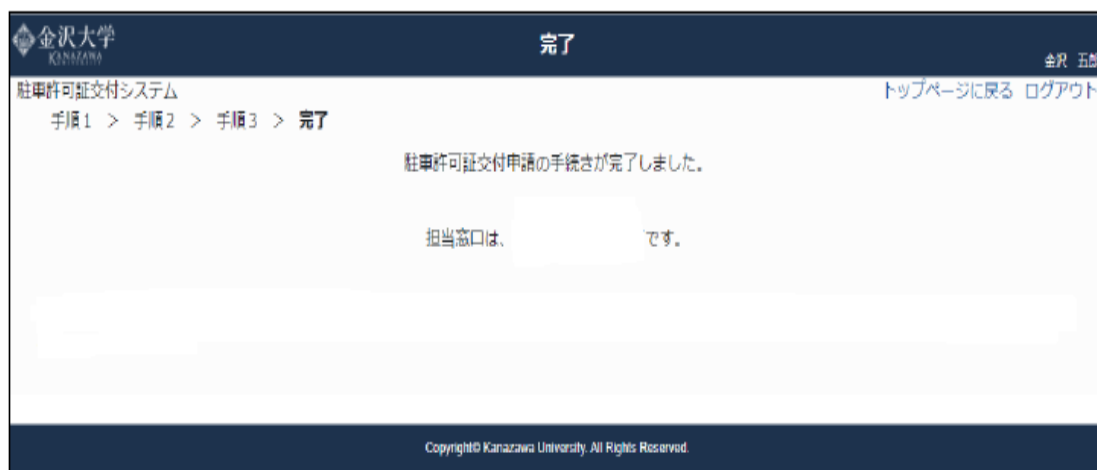 金沢大学
KANAZAWA
完了
金沢 五郎
駐車許可証交付システム
トップページに戻る ログアウト
手順1 > 手順2 > 手順3 > 完了
駐車許可証交付申請の手続きが完了しました。
担当窓口は、 です。
Copyright© Kanazawa University. All Rights Reserved.